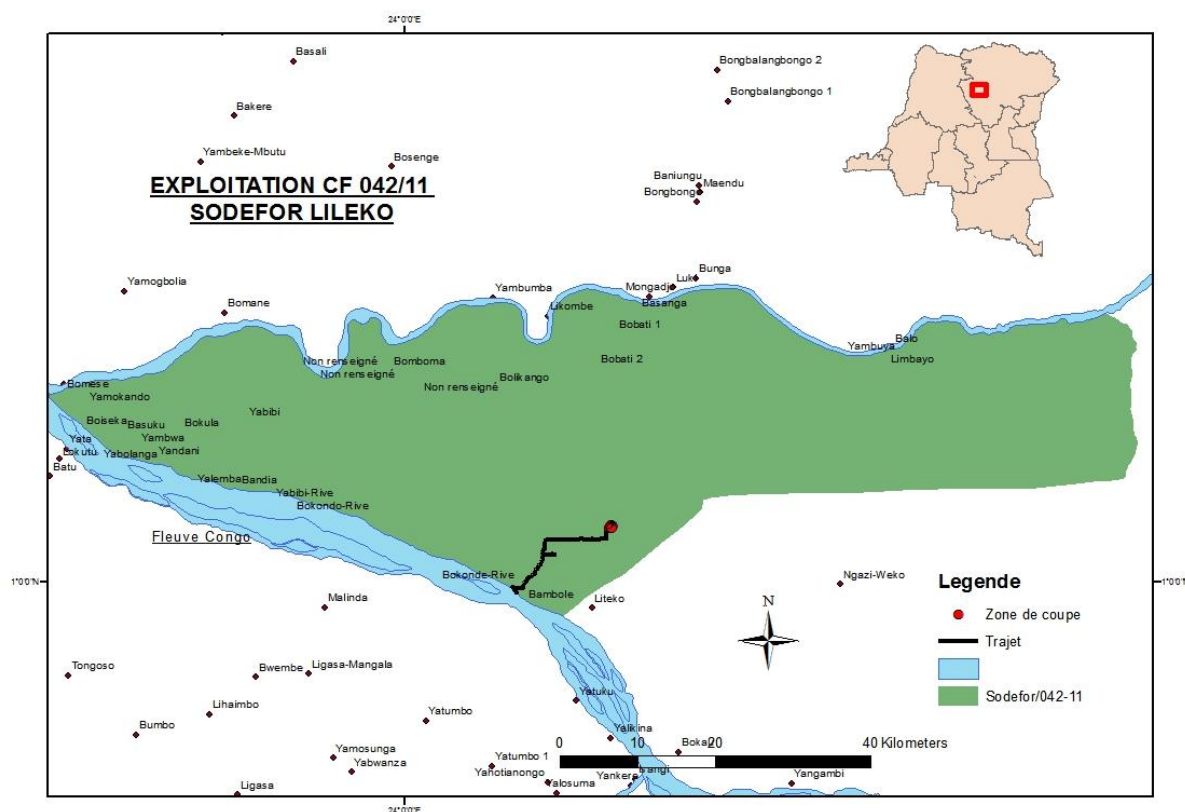 24°0'0"E
Basali
Bongbalangbongo 2
Bongbalangbongo 1
Bakere
Yambeke-Mbutu
Bosenge
EXPLOITATION CF 042/11
SODEFOR LILEKO
Baniungu
Maendu
Bongbong
Bunga
Luk
Yamogbolia
Yambumba
Mongadj
Basanga
Bomane
Likombe
Bobati 1
Yambuya
Balo
Limbayo
Non renseigné
Bomboma
Bobati 2
Non renseigné
Bolikango
Non renseigné
Bomese
Yamokando
Yabibi
Boiseka
Basuku
Bokula
Yata
Yambwa
Lokutu
Yabolanga
Yandani
Batu
Yalemba
Bandia
Yabibi-Rive
Bokondo-Rive
Fleuve Congo
1°0'0"N
Bokonde-Rive
Bambole
Ngazi-Weko
1°0'0"N
Malinda
Liteko
Legende
Zone de coupe
Trajet
Sodefor/042-11
N
Tongoso
Bwembe
Ligasa-Mangala
Lihaimbo
Yatumbo
Yatuku
Bumbo
Yalikina
0 10 20 40 Kilometers
Yamosunga
Yabwanza
Yatumbo 1
Yahotianongo
Yankere
Yangambi
Ligasa
Yalosuma
24°0'0"E